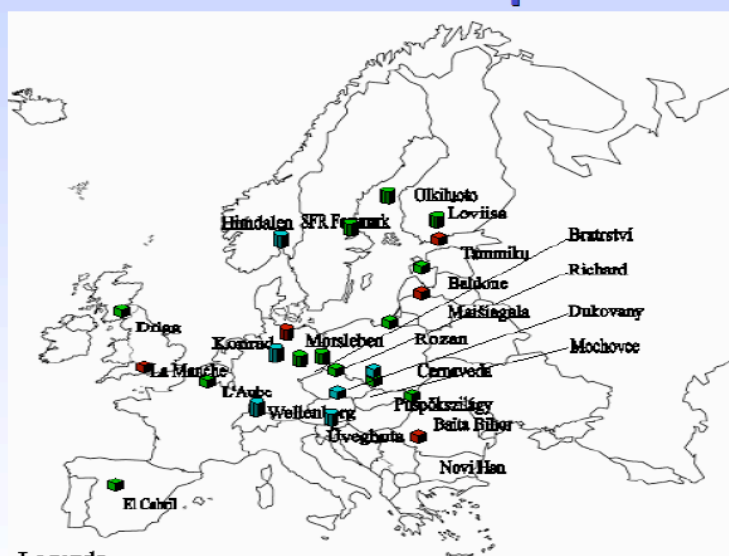 Olkiluoto
Loviisa
Himdalen SFR Forsmark
Bratrství
Tammiku
Richard
Baldone
Maišiagala
Dukovany
Drigg
Morsleben Rozan
Konrad
Mochovce
La Manche
Cernavoda
L'Aube
Püspökszilágy
Wellenberg
Baita Bihor
Üveghuta
Novi Han
El Cabril